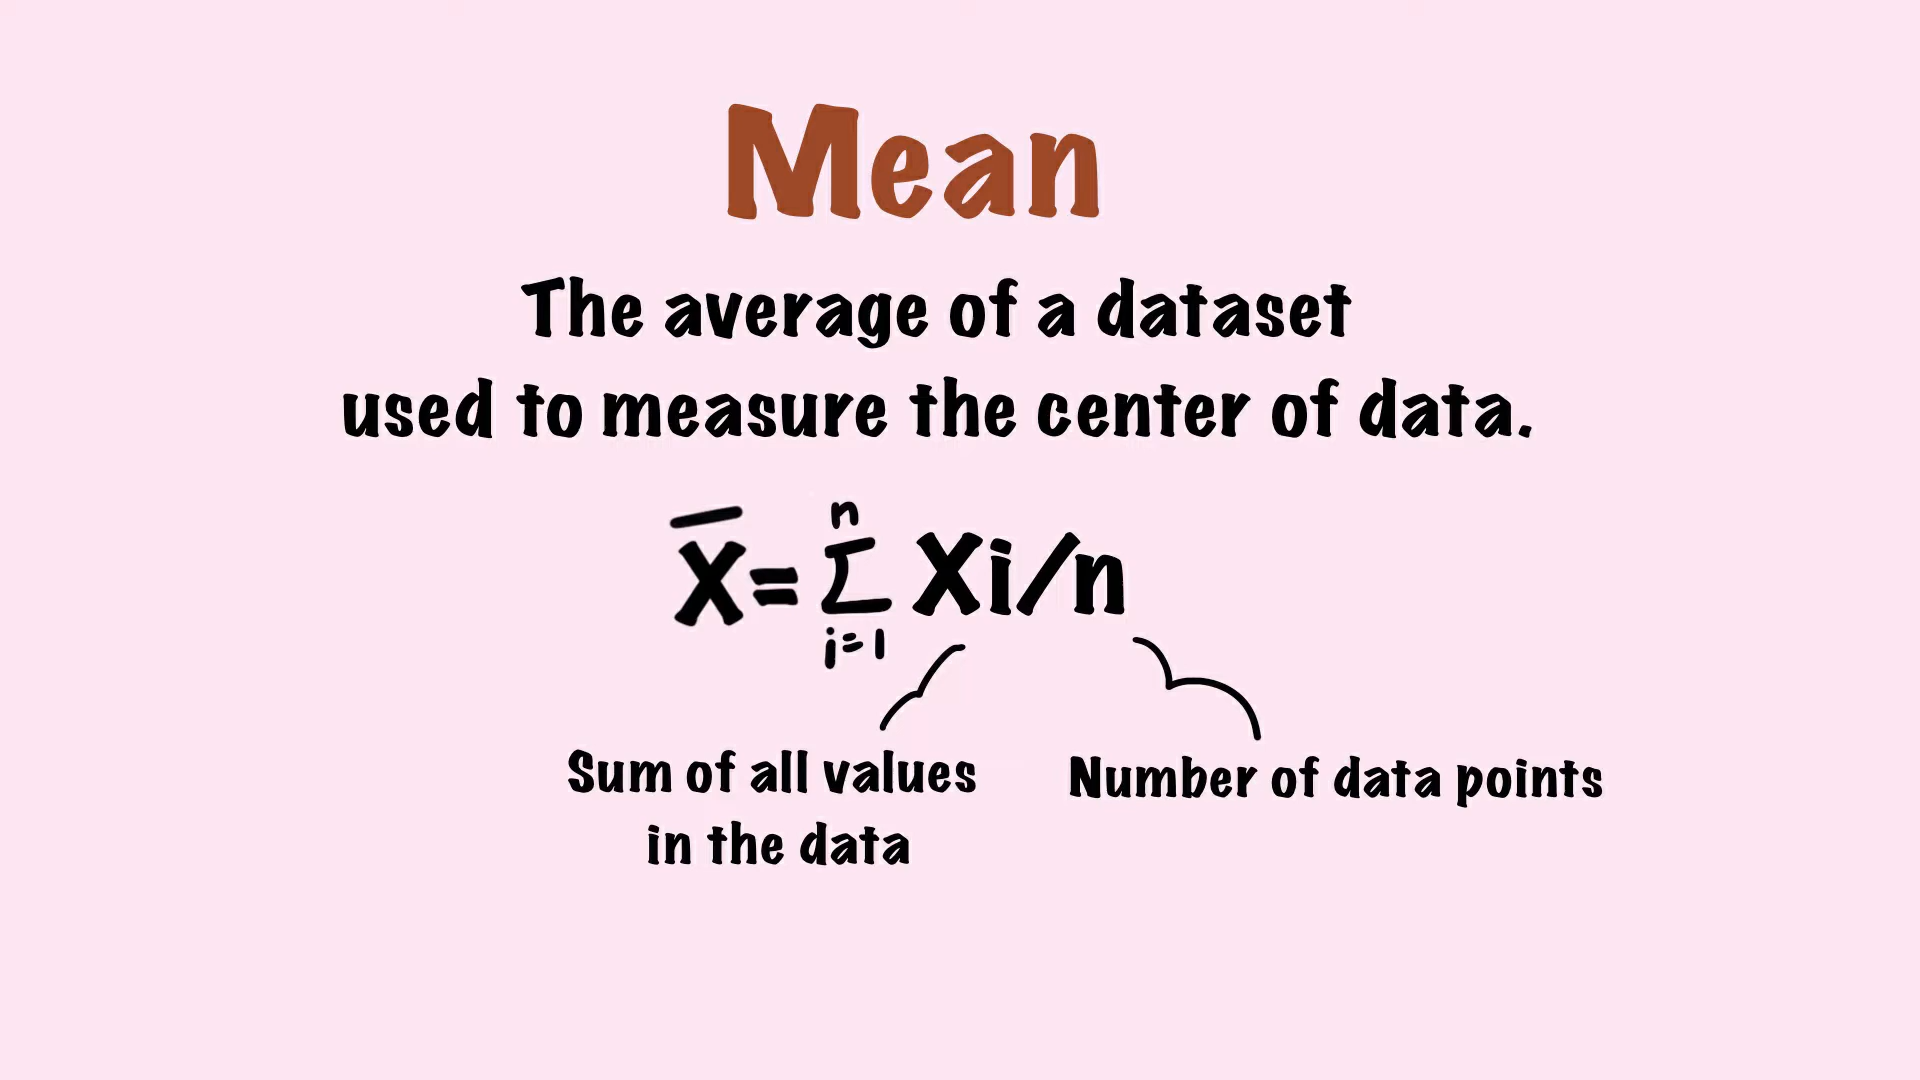 Mean
The average of a dataset
used to measure the center of data.
n
X̅= Σ Xi/n
i=1
Sum of all values
in the data
Number of data points